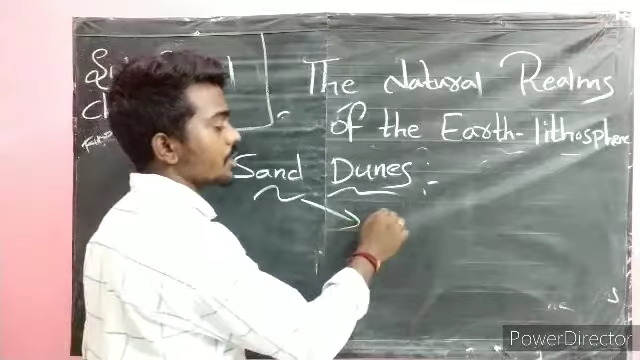 The Natural Realms
of the Earth-lithosphere
Sand Dunes:-
PowerDirector